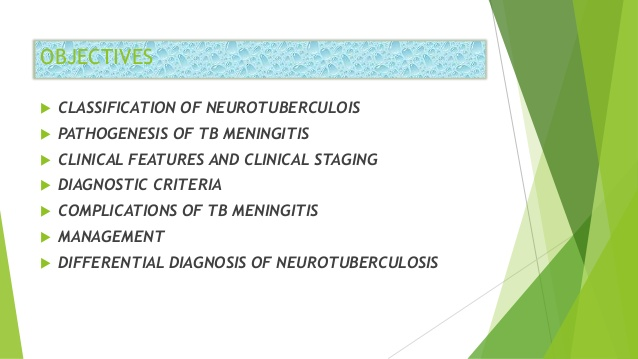 OBJECTIVES
CLASSIFICATION OF NEUROTUBERCULOIS
PATHOGENESIS OF TB MENINGITIS
CLINICAL FEATURES AND CLINICAL STAGING
DIAGNOSTIC CRITERIA
COMPLICATIONS OF TB MENINGITIS
MANAGEMENT
DIFFERENTIAL DIAGNOSIS OF NEUROTUBERCULOSIS